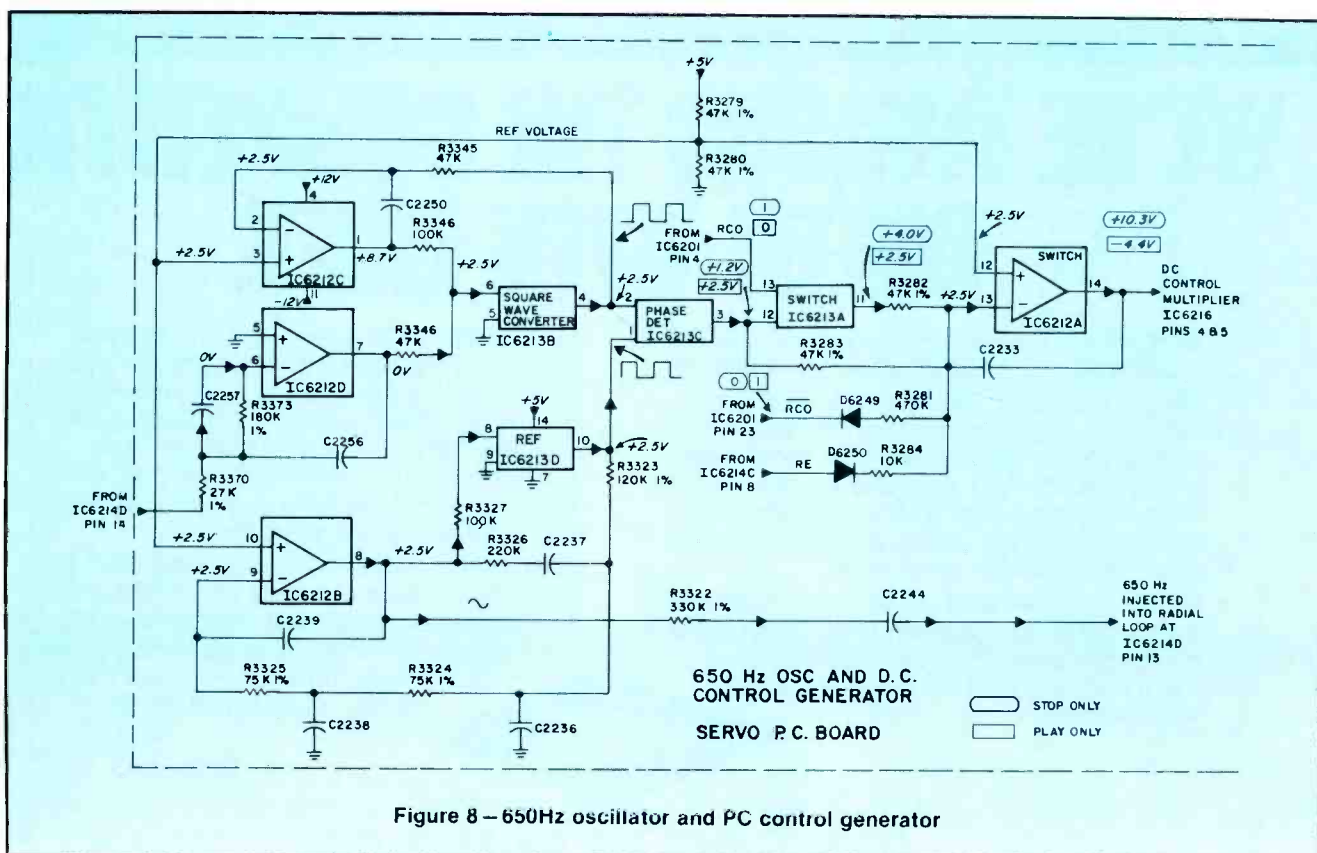 +5V
R3279
47K 1%
REF VOLTAGE
R3345
47K
R3280
47K 1%
+2.5V
+12V
4
C2250
R3346
100K
2
1
+8.7V
+2.5V
3
IC6212C
11
-12V
+2.5V
6
5
SQUARE
WAVE
CONVERTER
4
IC6213B
+2.5V
2
1
PHASE
DET
IC6213C
3
FROM
IC6201
PIN 4
RCO
1
0
+1.2V
+2.5V
13
12
SWITCH
IC6213A
11
+4.0V
+2.5V
R3282
47K 1%
+2.5V
+2.5V
12
13
SWITCH
14
IC6212A
+10.3V
-4.4V
DC
CONTROL
MULTIPLIER
IC6216
PINS 4 & 5
R3283
47K 1%
C2233
5
6
0V
7
IC6212D
R3346
47K
0V
C2257
R3373
180K
1%
C2256
R3370
27K
1%
FROM
IC6214D
PIN 14
0 1
FROM
IC6201
PIN 23
RCO
D6249
R3281
470K
FROM
IC6214C
PIN 8
RE
D6250
R3284
10K
+5V
14
8
9
REF
IC6213D
10
7
+2.5V
R3323
120K 1%
R3327
100K
+2.5V
10
+2.5V
9
8
IC6212B
+2.5V
R3326
220K
C2237
C2239
R3322
330K 1%
C2244
650 Hz
INJECTED
INTO RADIAL
LOOP AT
IC6214D
PIN 13
R3325
75K 1%
R3324
75K 1%
C2238
C2236
650 Hz OSC AND D.C.
CONTROL GENERATOR
SERVO P.C. BOARD
STOP ONLY
PLAY ONLY
Figure 8 – 650Hz oscillator and PC control generator